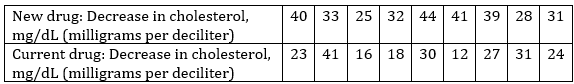 New drug: Decrease in cholesterol, 40 33 25 32 44 41 39 28 31
mg/dL (milligrams per deciliter)
Current drug: Decrease in cholesterol, 23 41 16 18 30 12 27 31 24
mg/dL (milligrams per deciliter)